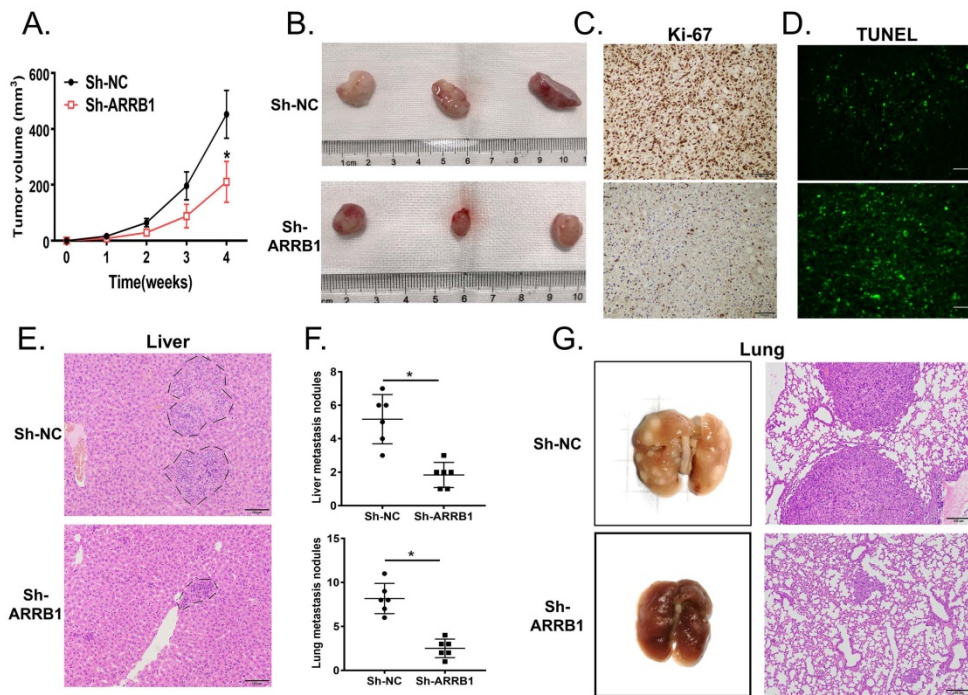 A.
Tumor volume (mm³)
600
400
200
0
Sh-NC
Sh-ARRB1
*
0 1 2 3 4
Time(weeks)
B.
Sh-NC
1cm 2 3 4 5 6 7 8 9 10 1
Sh-
ARRB1
cm 2 3 4 5 6 7 8 9 10
C.
Ki-67
D.
TUNEL
E.
Liver
Sh-NC
Sh-
ARRB1
F.
Liver metastasis nodules
8
6
4
2
0
*
Sh-NC Sh-ARRB1
Lung metastasis nodules
15
10
5
0
*
Sh-NC Sh-ARRB1
G.
Lung
Sh-NC
Sh-
ARRB1